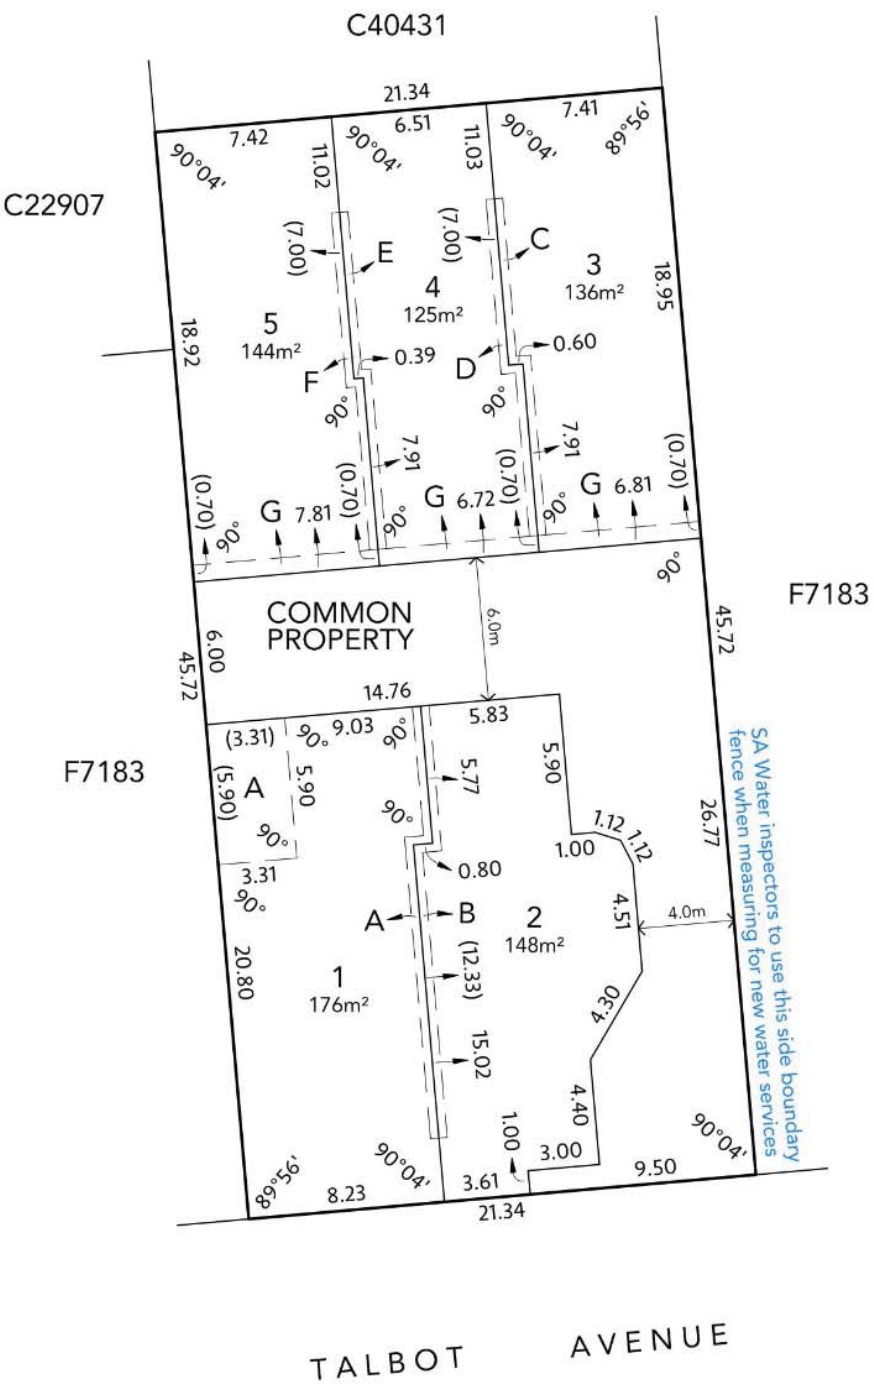 C40431
21.34
7.42
6.51
7.41
90°04'
11.02
90°04'
11.03
90°04'
89°56'
C22907
(7.00)
E
(7.00)
C
5
144m²
4
125m²
3
136m²
18.92
18.95
F
0.39
D
0.60
90°
90°
7.91
7.91
(0.70)
90°
G
7.81
(0.70)
90°
G
6.72
(0.70)
90°
G
6.81
(0.70)
90°
COMMON
PROPERTY
6.0m
F7183
6.00
45.72
45.72
14.76
(3.31)
90°
9.03
90°
5.83
F7183
(5.90)
A
5.90
5.77
5.90
90°
90°
3.31
90°
0.80
1.00
1.12
1.12
26.77
SA Water inspectors to use this side boundary
fence when measuring for new water services
A
B
2
148m²
4.51
4.0m
20.80
1
176m²
(12.33)
4.30
15.02
4.40
1.00
3.00
89°56'
90°04'
90°04'
8.23
3.61
9.50
21.34
TALBOT AVENUE